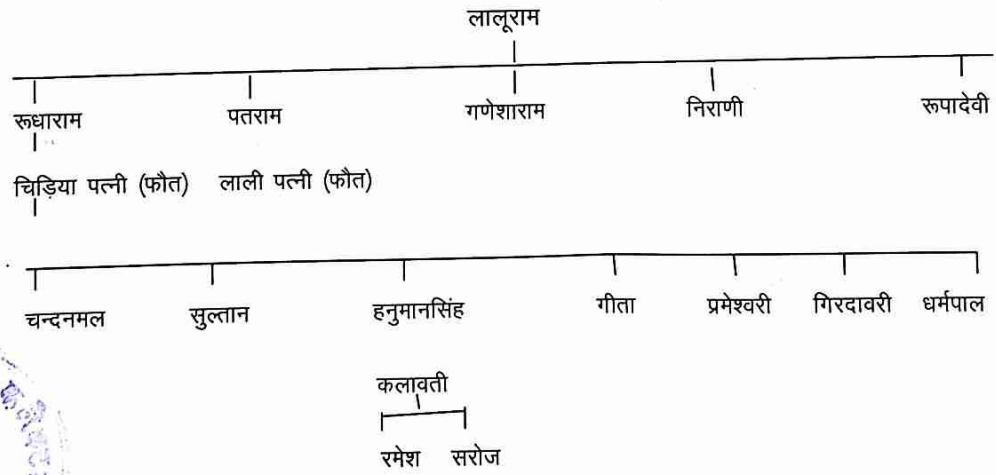 लालूराम
रूधाराम पतराम गणेशाराम निराणी रूपादेवी
चिड़िया पत्नी (फौत) लाली पत्नी (फौत)
चन्दनमल सुल्तान हनुमानसिंह गीता प्रमेश्वरी गिरदावरी धर्मपाल
कलावती
रमेश सरोज